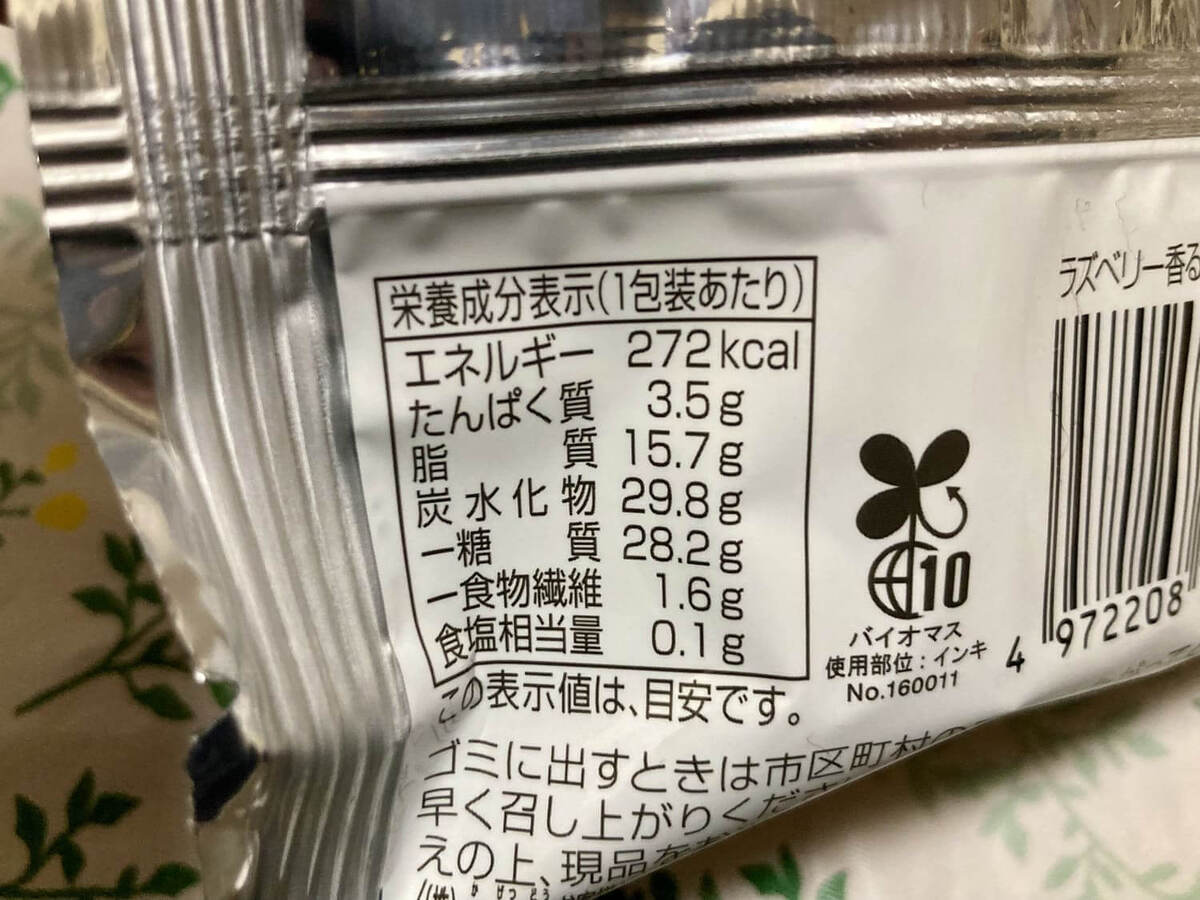 栄養成分表示(1包装あたり)
エネルギー 272kcal
たんぱく質 3.5g
脂質 15.7g
炭水化物 29.8g
ー糖質 28.2g
ー食物繊維 1.6g
食塩相当量 0.1g
この表示値は、目安です。
ゴミに出すときは市区町村の
早く召し上がりくださ
えの上、現品を
ラズベリー香る
4 972208
10
バイオマス
使用部位:インキ
No.160011